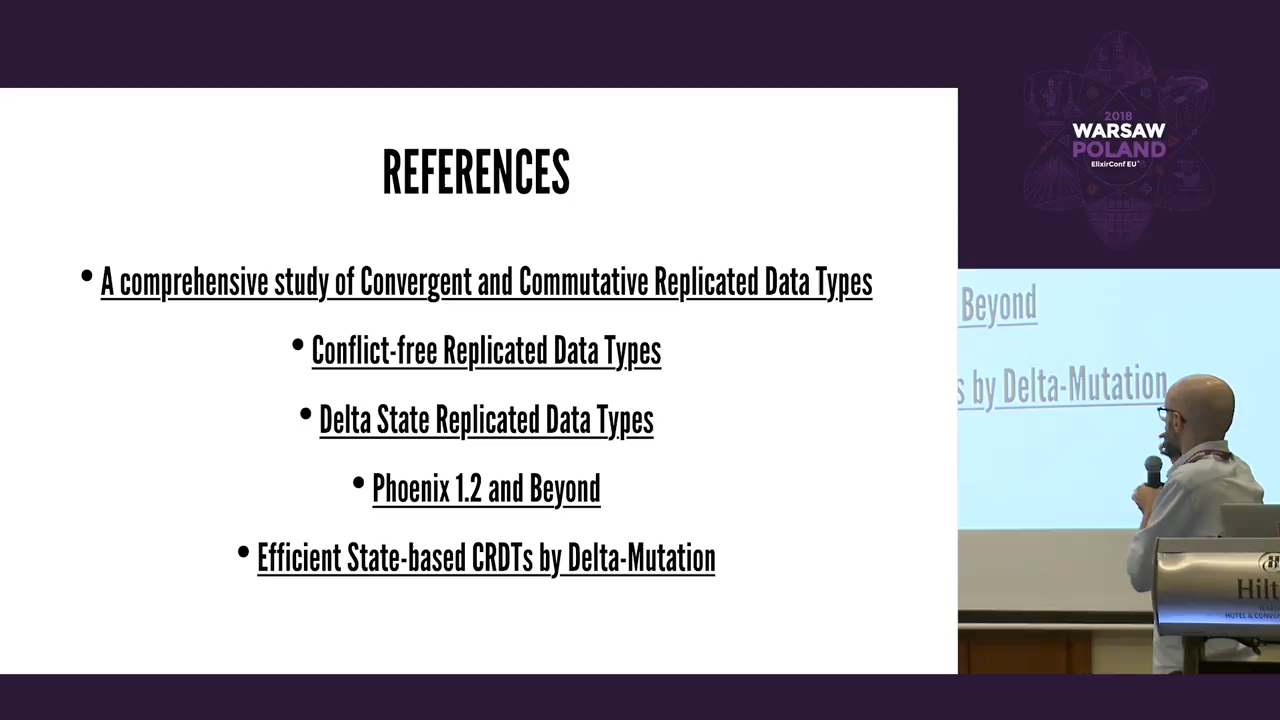 REFERENCES
• A comprehensive study of Convergent and Commutative Replicated Data Types
• Conflict-free Replicated Data Types
• Delta State Replicated Data Types
• Phoenix 1.2 and Beyond
• Efficient State-based CRDTs by Delta-Mutation
2018
WARSAW
POLAND
ElixirConf EU
Beyond
s by Delta-Mutation
Hilt
HOTEL & CONVEN